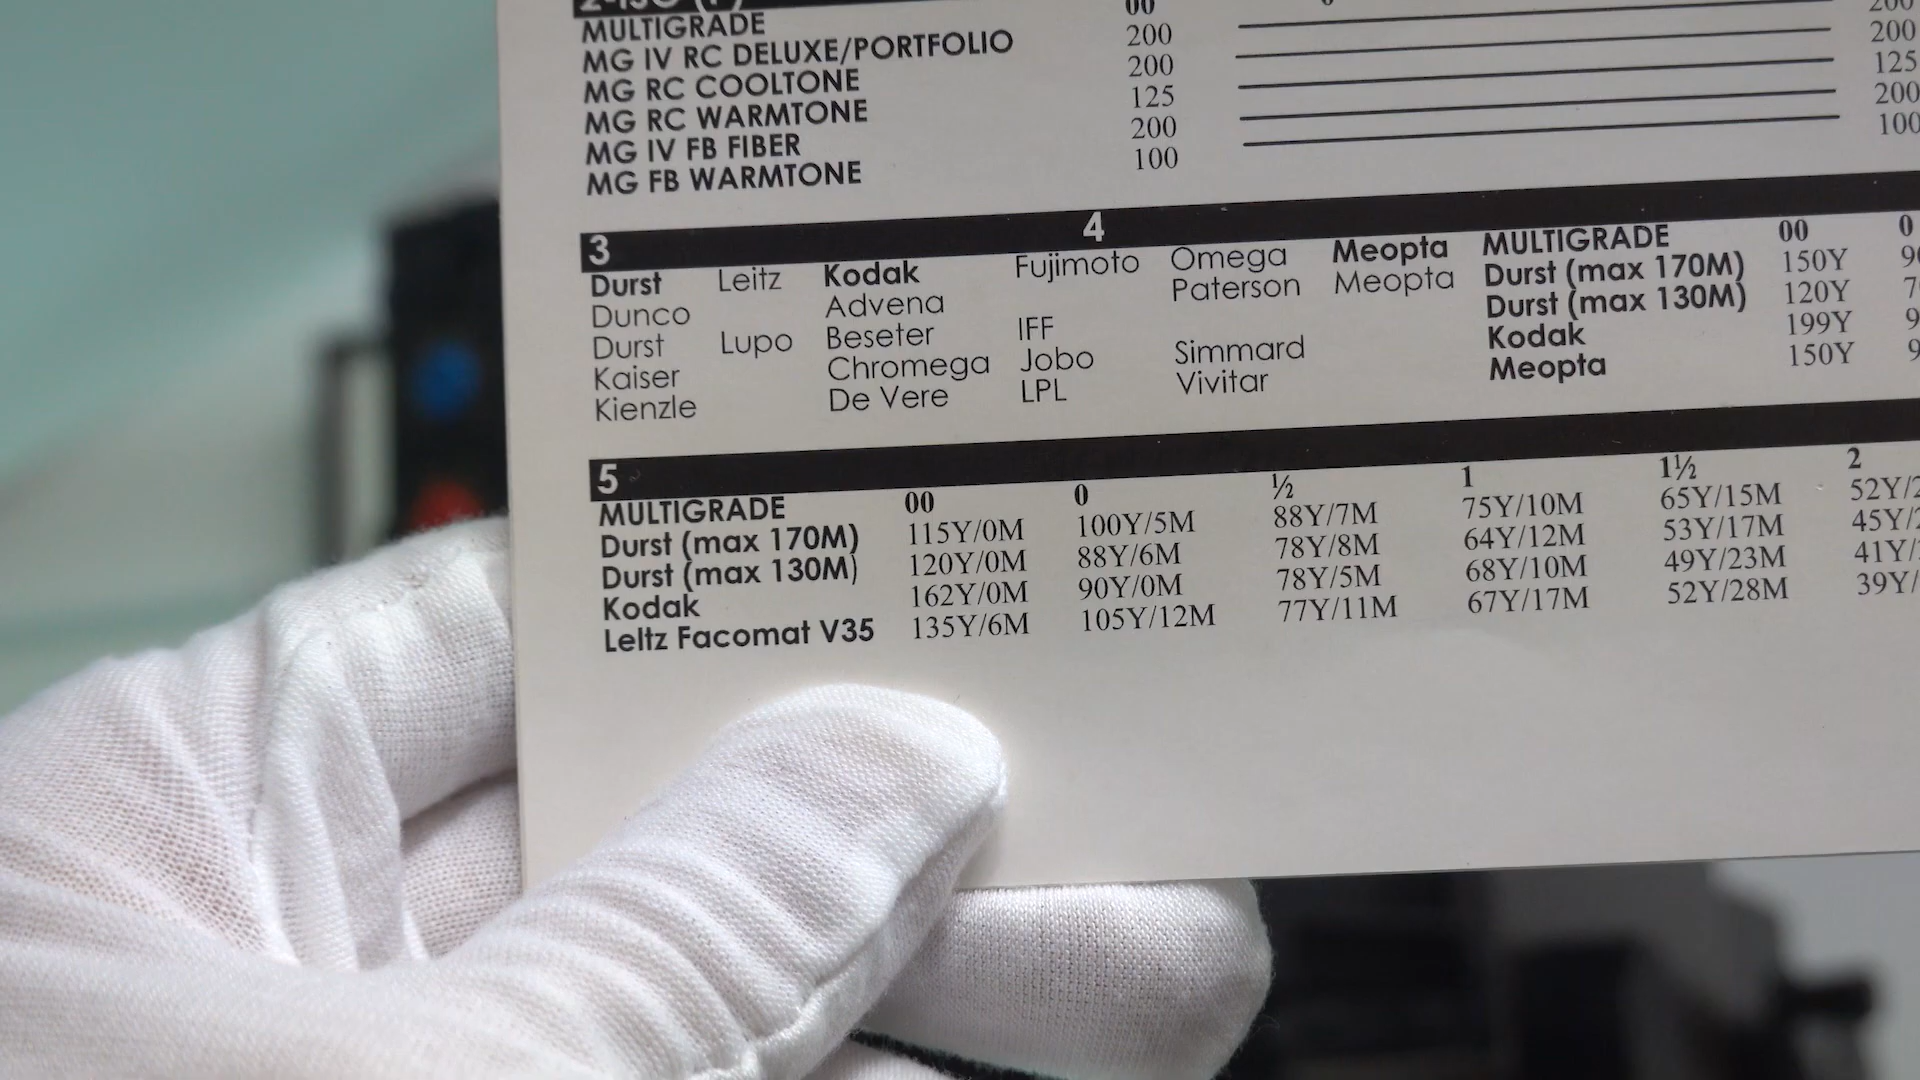 MULTIGRADE 00
MG IV RC DELUXE/PORTFOLIO 200 200
MG RC COOLTONE 200 200
MG RC WARMTONE 125 125
MG IV FB FIBER 200 200
MG FB WARMTONE 100 100
3 4
Durst Leitz Kodak Fujimoto Omega Meopta MULTIGRADE 00 0
Dunco Advena Paterson Meopta Durst (max 170M) 150Y
Durst Lupo Beseter IFF Durst (max 130M) 120Y
Kaiser Chromega Jobo Simmard Kodak 199Y
Kienzle De Vere LPL Vivitar Meopta 150Y
5
MULTIGRADE 00 0 ½ 1 1½ 2
Durst (max 170M) 115Y/0M 100Y/5M 88Y/7M 75Y/10M 65Y/15M 52Y/2
Durst (max 130M) 120Y/0M 88Y/6M 78Y/8M 64Y/12M 53Y/17M 45Y/
Kodak 162Y/0M 90Y/0M 78Y/5M 68Y/10M 49Y/23M 41Y/
Leltz Facomat V35 135Y/6M 105Y/12M 77Y/11M 67Y/17M 52Y/28M 39Y/